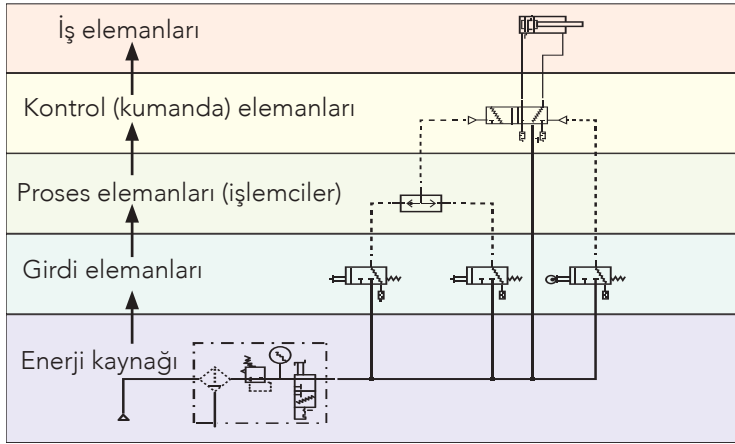 İş elemanları
Kontrol (kumanda) elemanları
Proses elemanları (işlemciler)
Girdi elemanları
Enerji kaynağı